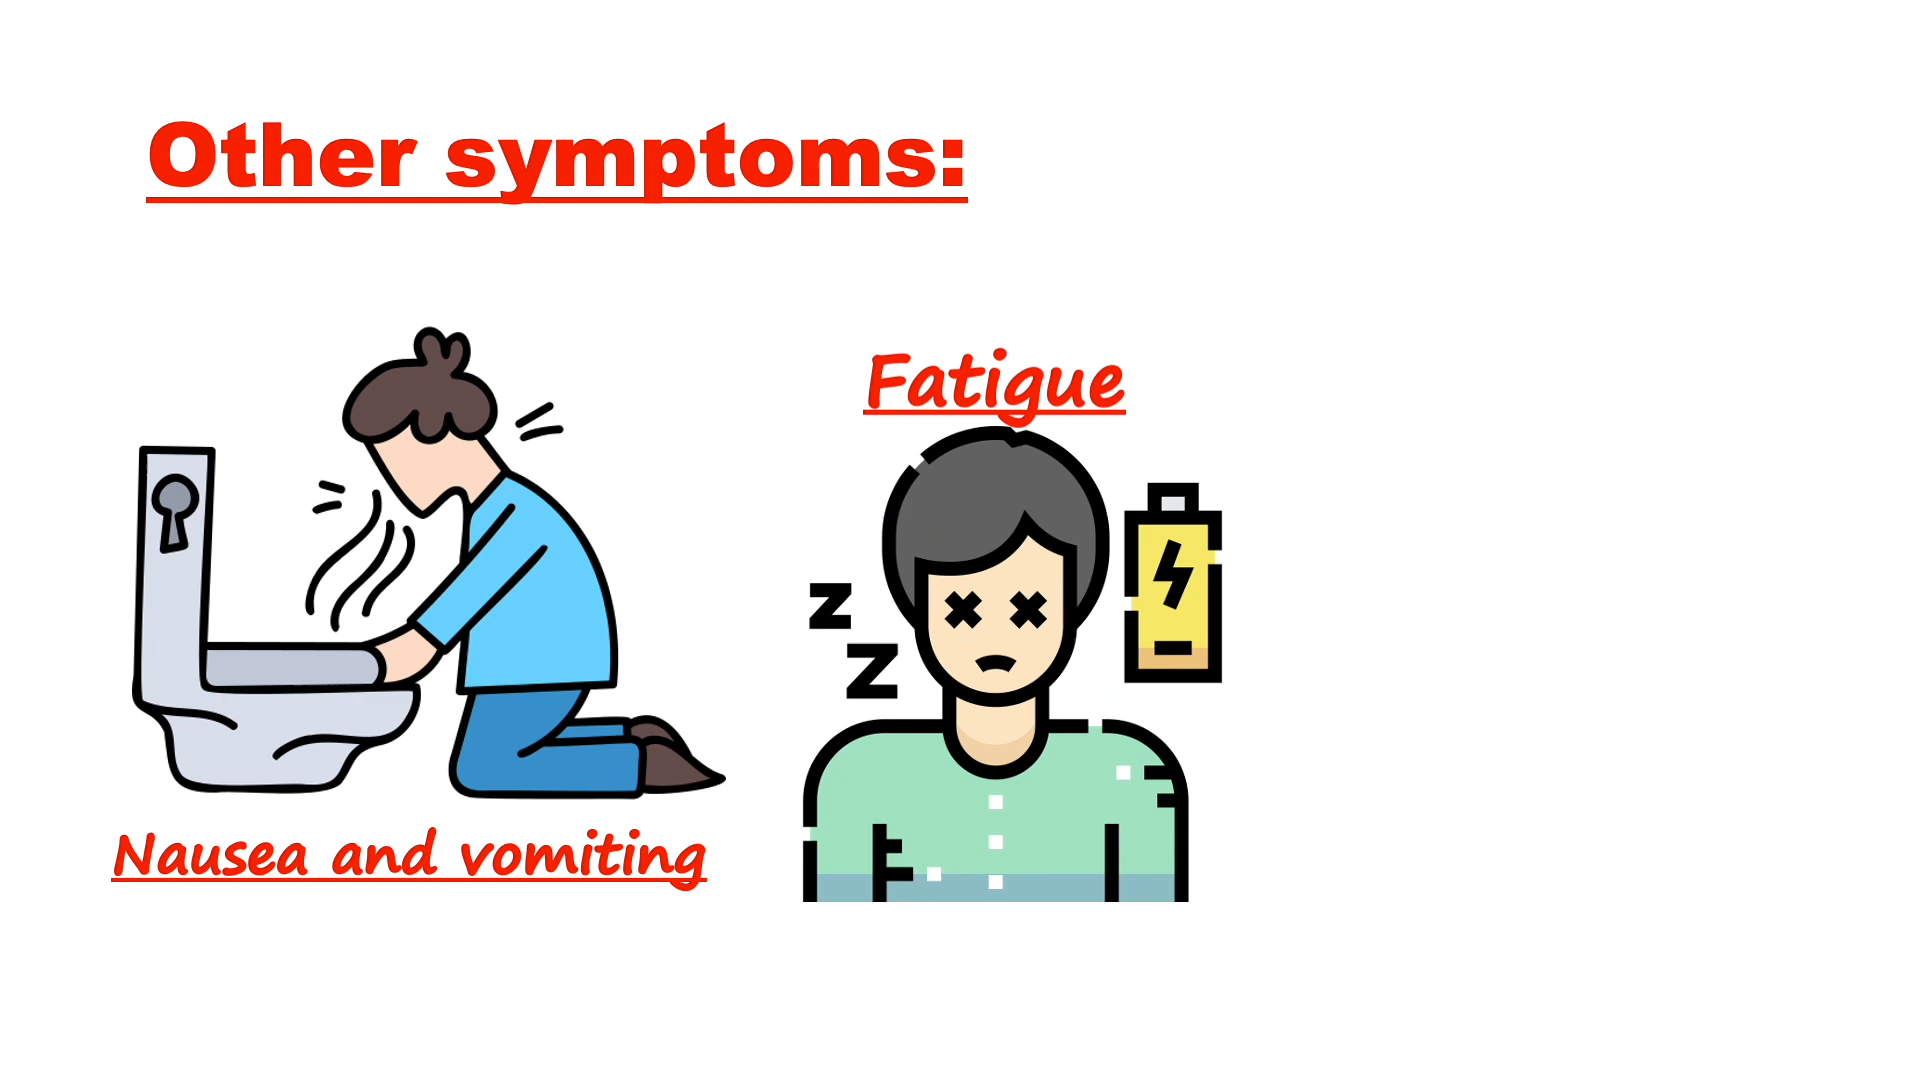 Other symptoms:
Fatigue
z
z
Nausea and vomiting